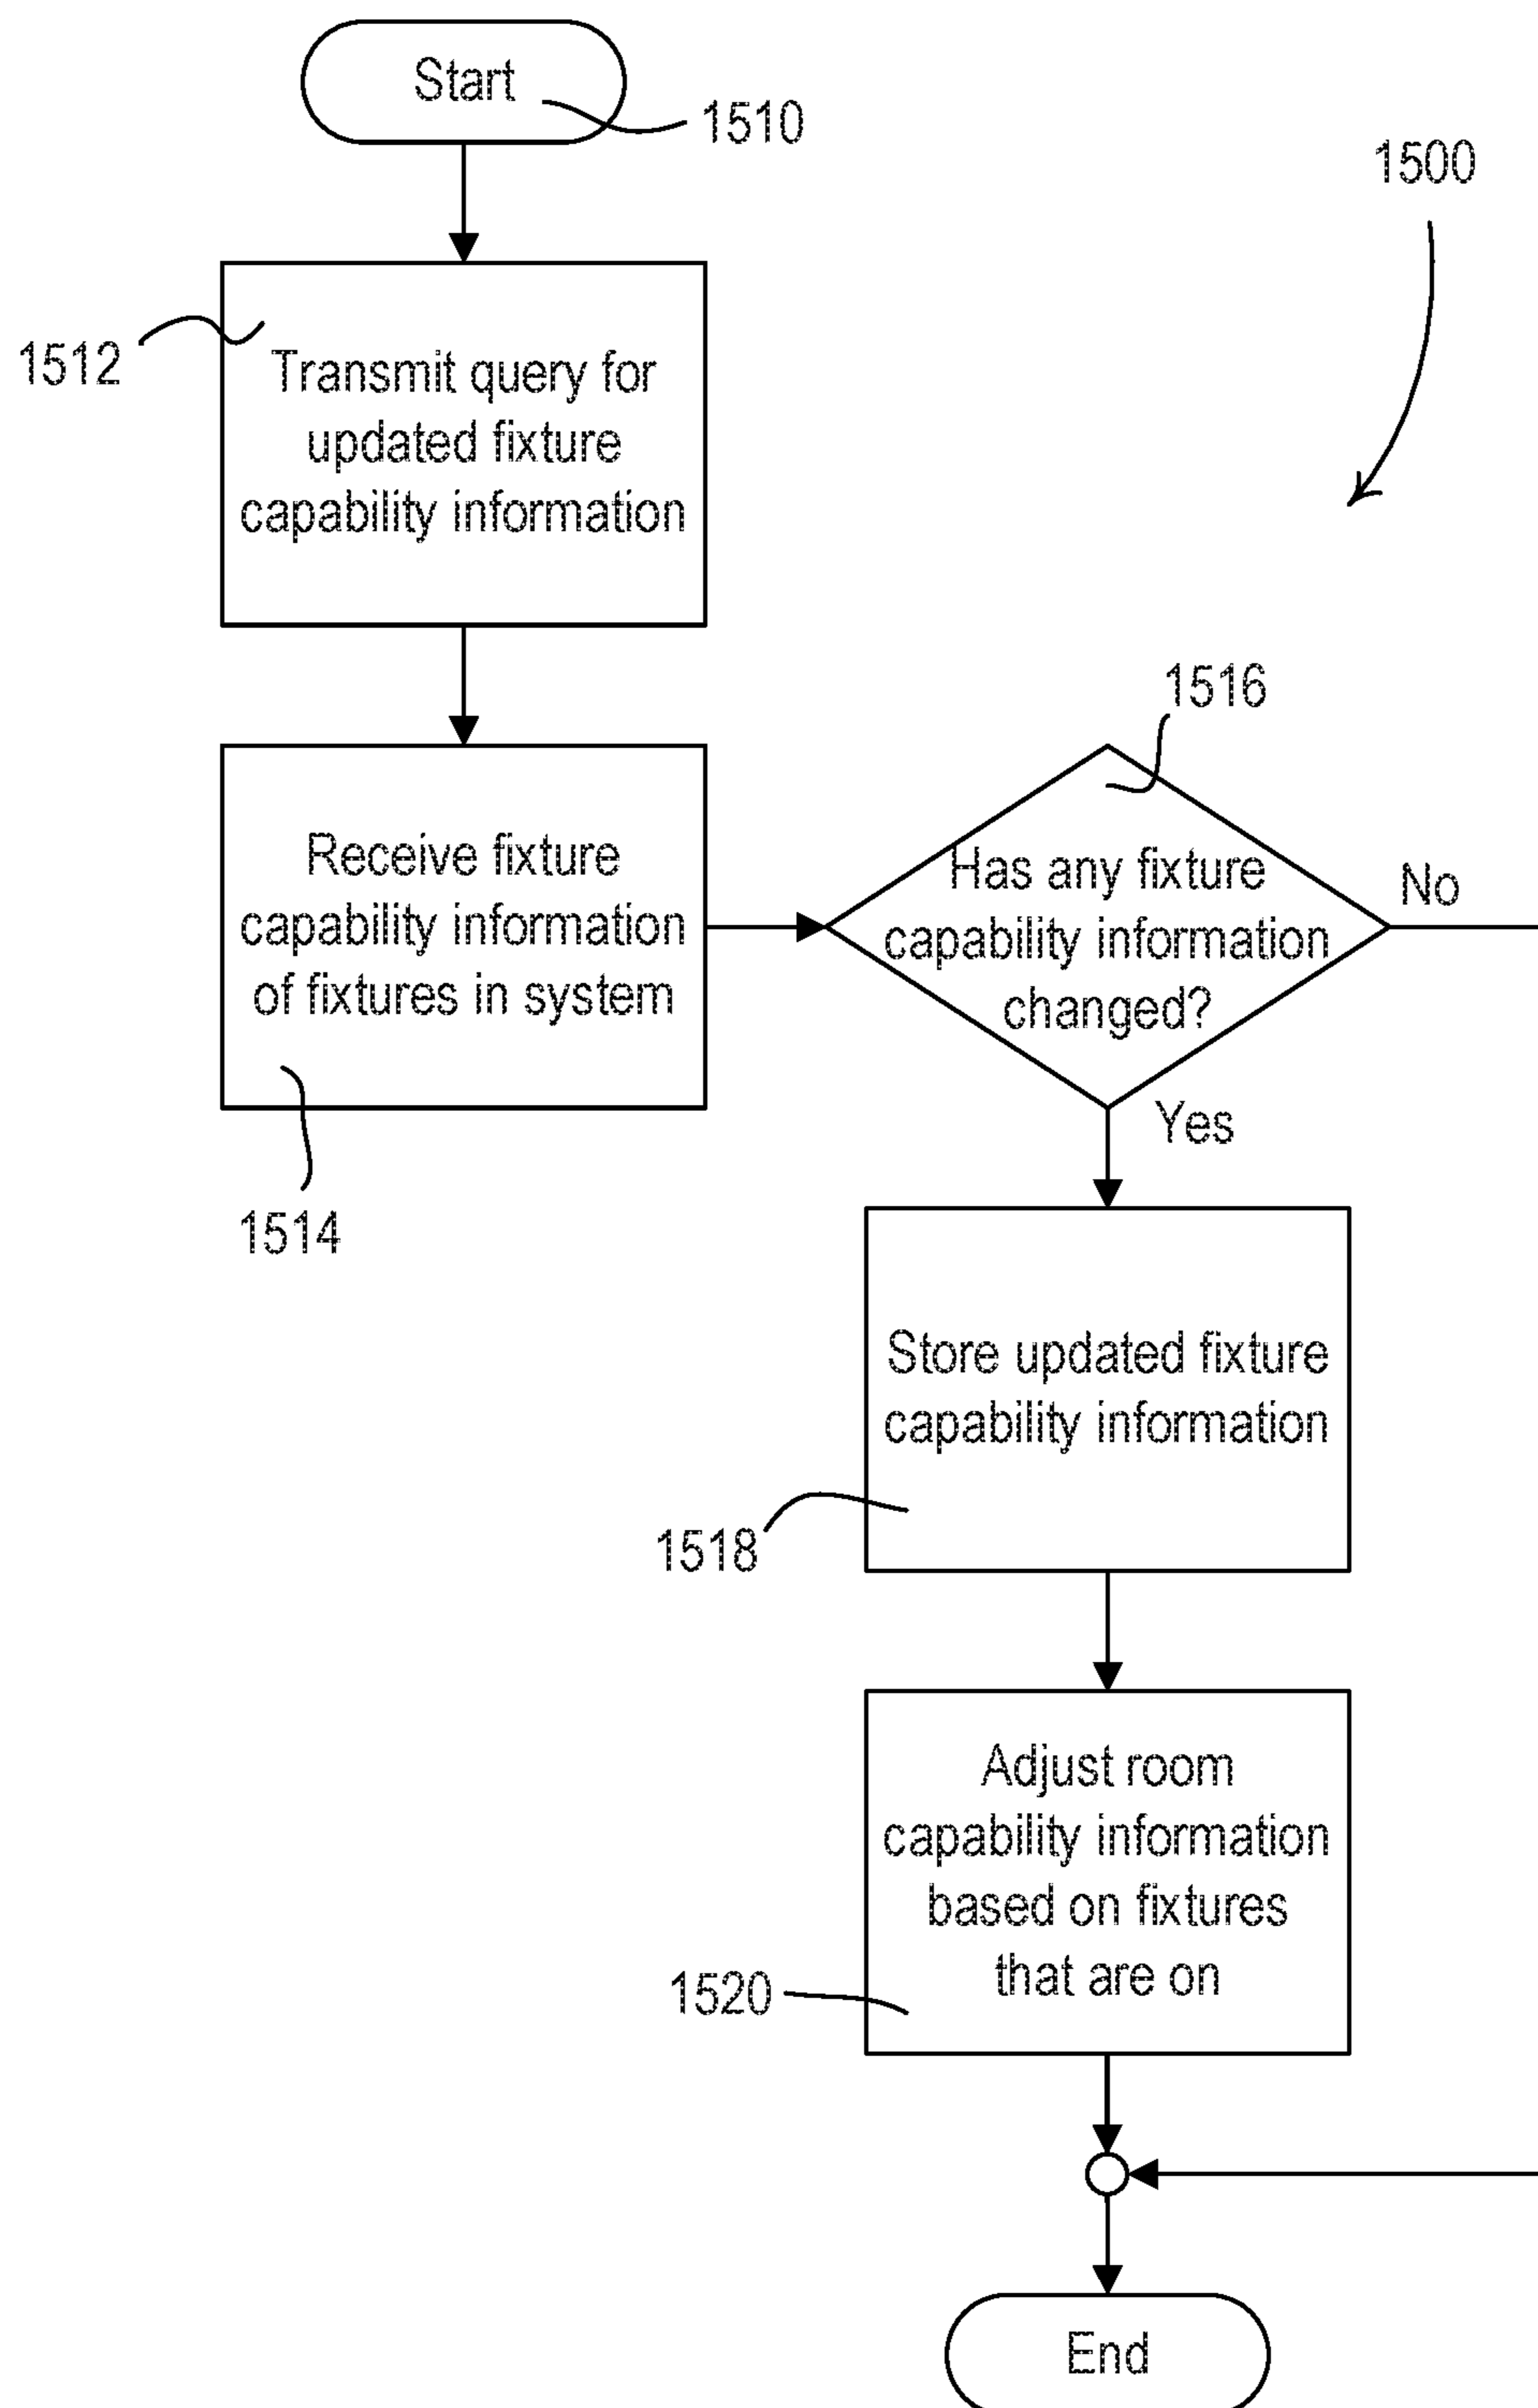 Start
1510
1500
1512
Transmit query for
updated fixture
capability information
1516
Receive fixture
capability information
of fixtures in system
1514
Has any fixture
capability information
changed?
No
Yes
Store updated fixture
capability information
1518
Adjust room
capability information
based on fixtures
that are on
1520
End